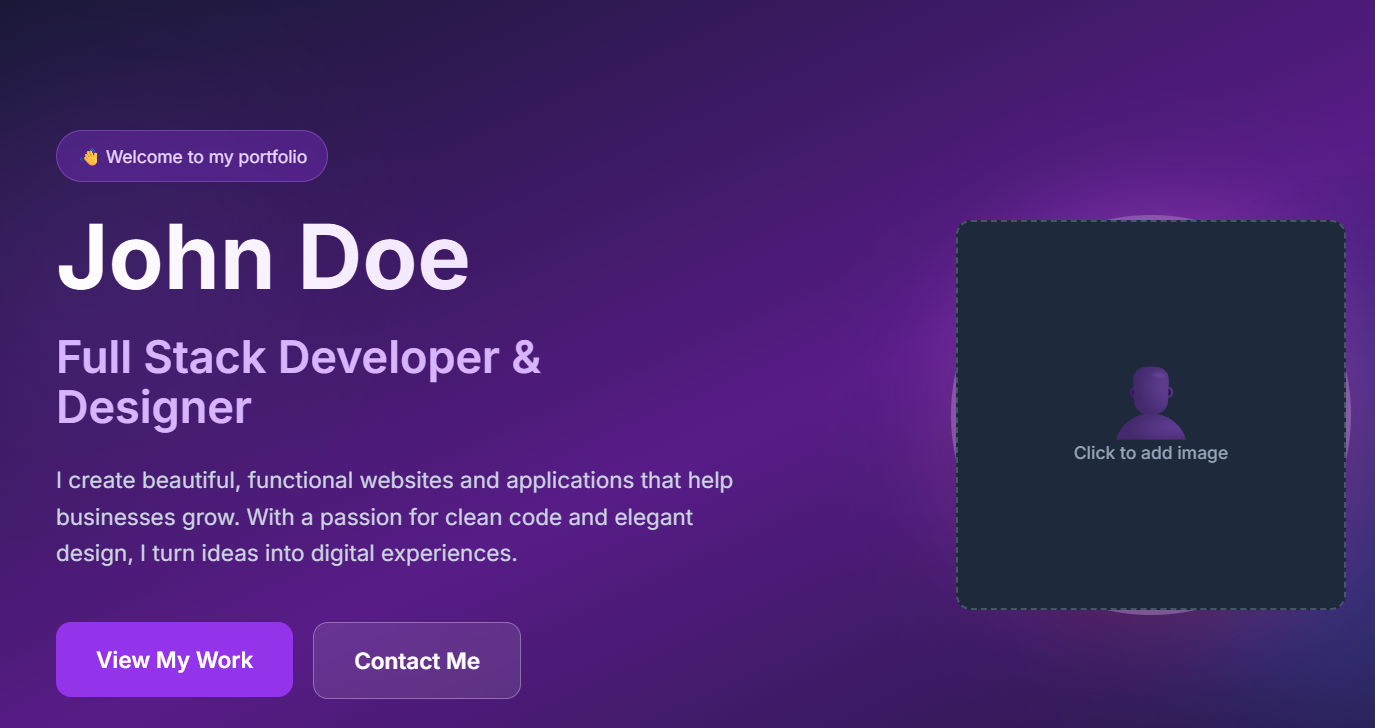 👋 Welcome to my portfolio
John Doe
Full Stack Developer &
Designer
I create beautiful, functional websites and applications that help
businesses grow. With a passion for clean code and elegant
design, I turn ideas into digital experiences.
View My Work
Contact Me
Click to add image